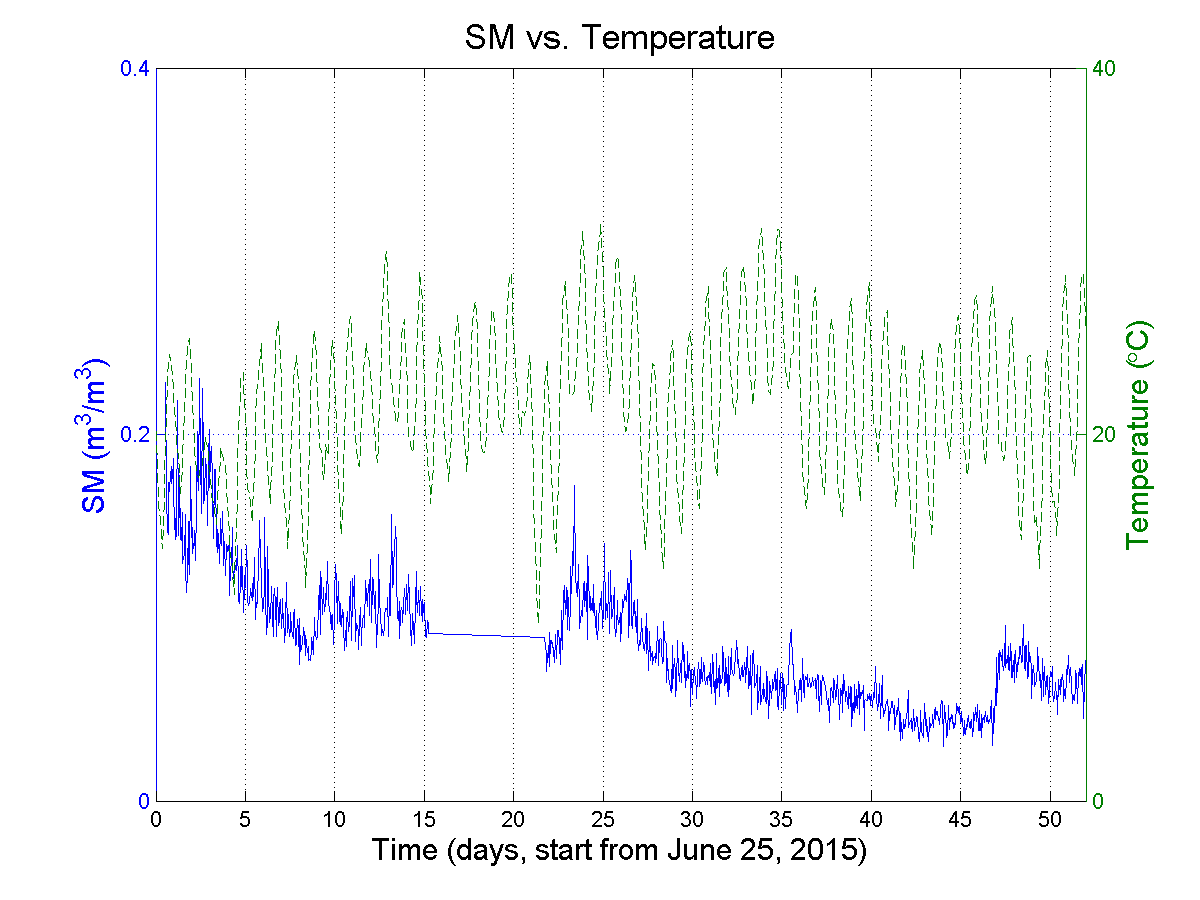 SM vs. Temperature
0.4
40
SM (m³/m³)
0.2
20
Temperature (°C)
0
0
0 5 10 15 20 25 30 35 40 45 50
Time (days, start from June 25, 2015)